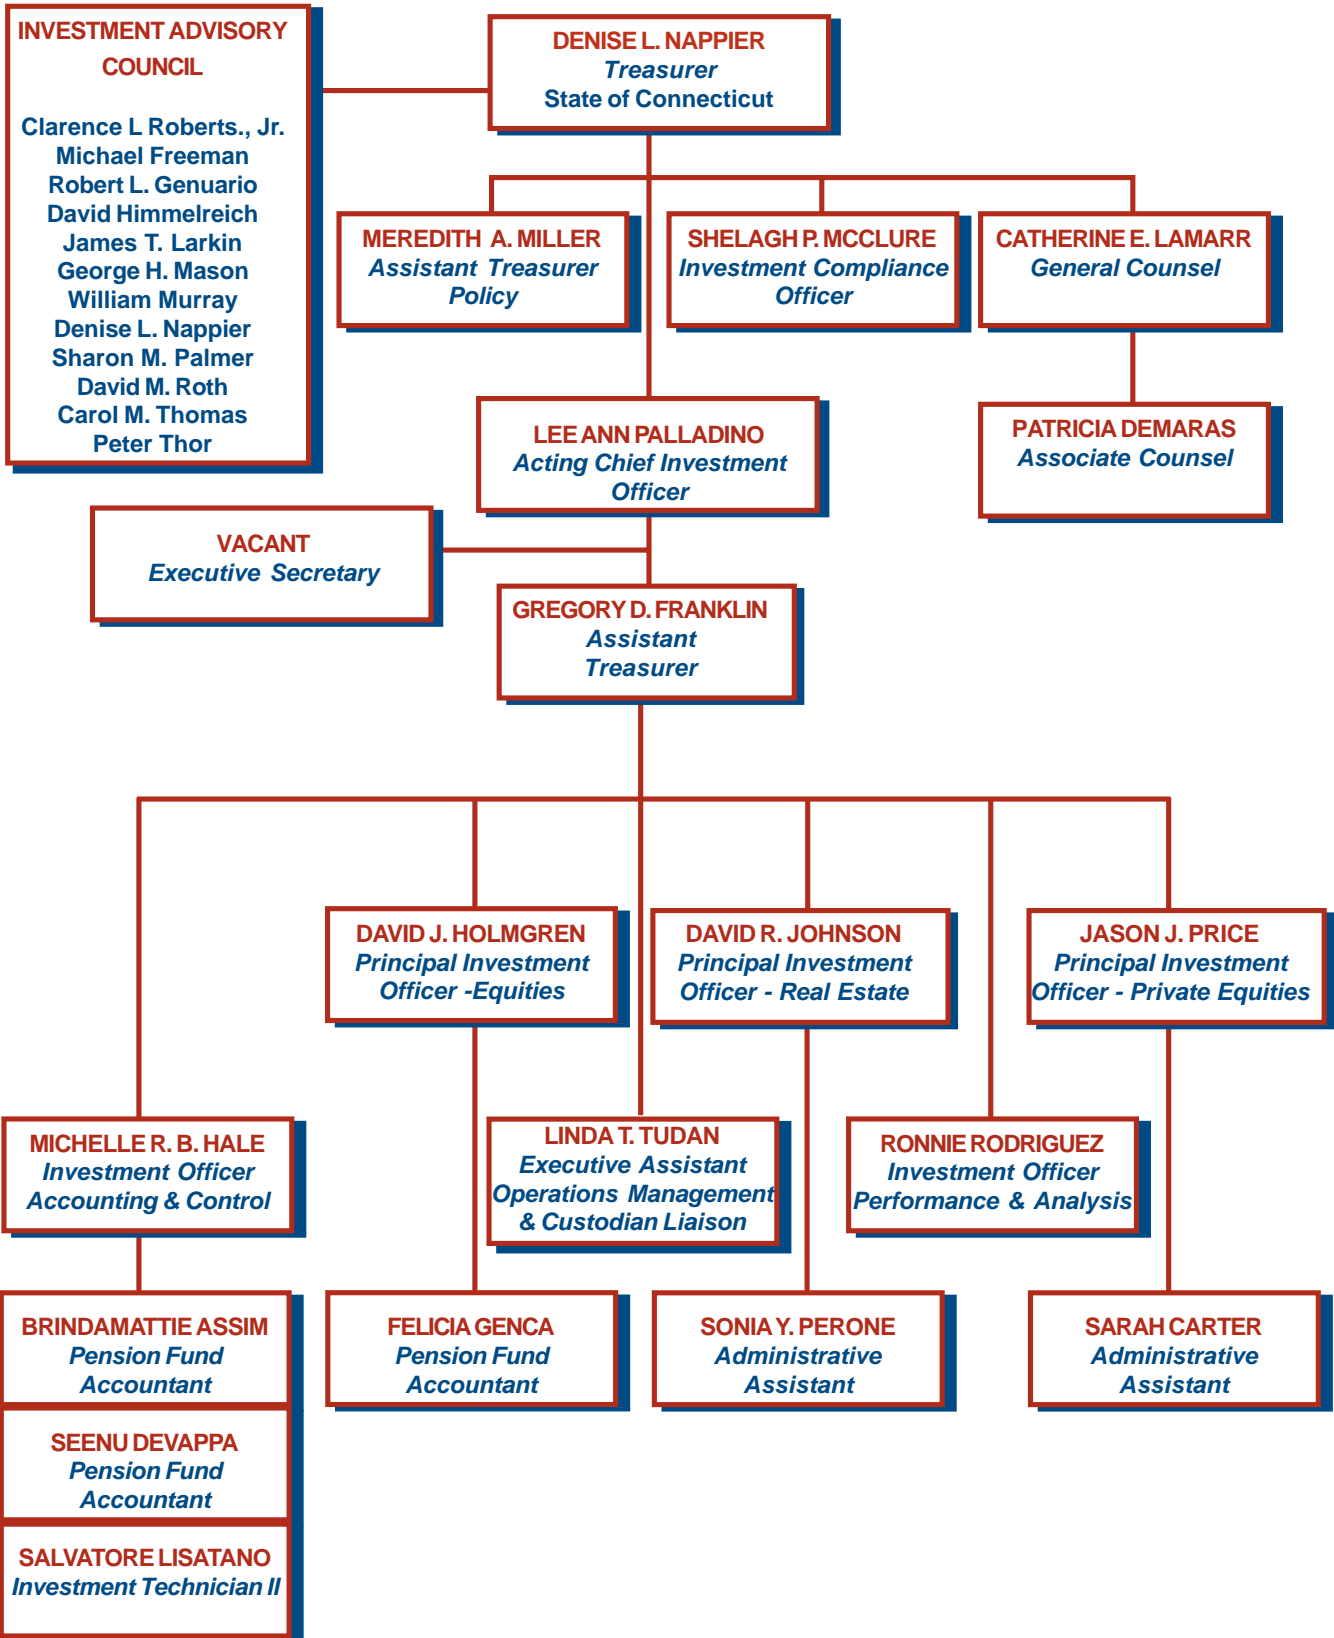 INVESTMENT ADVISORY
COUNCIL
Clarence L Roberts., Jr.
Michael Freeman
Robert L. Genuario
David Himmelreich
James T. Larkin
George H. Mason
William Murray
Denise L. Nappier
Sharon M. Palmer
David M. Roth
Carol M. Thomas
Peter Thor
DENISE L. NAPPIER
Treasurer
State of Connecticut
MEREDITH A. MILLER
Assistant Treasurer
Policy
SHELAGH P. MCCLURE
Investment Compliance
Officer
CATHERINE E. LAMARR
General Counsel
LEE ANN PALLADINO
Acting Chief Investment
Officer
PATRICIA DEMARAS
Associate Counsel
VACANT
Executive Secretary
GREGORY D. FRANKLIN
Assistant
Treasurer
DAVID J. HOLMGREN
Principal Investment
Officer -Equities
DAVID R. JOHNSON
Principal Investment
Officer - Real Estate
JASON J. PRICE
Principal Investment
Officer - Private Equities
MICHELLE R. B. HALE
Investment Officer
Accounting & Control
LINDA T. TUDAN
Executive Assistant
Operations Management
& Custodian Liaison
RONNIE RODRIGUEZ
Investment Officer
Performance & Analysis
BRINDAMATTIE ASSIM
Pension Fund
Accountant
FELICIA GENCA
Pension Fund
Accountant
SONIA Y. PERONE
Administrative
Assistant
SARAH CARTER
Administrative
Assistant
SEENU DEVAPPA
Pension Fund
Accountant
SALVATORE LISATANO
Investment Technician II